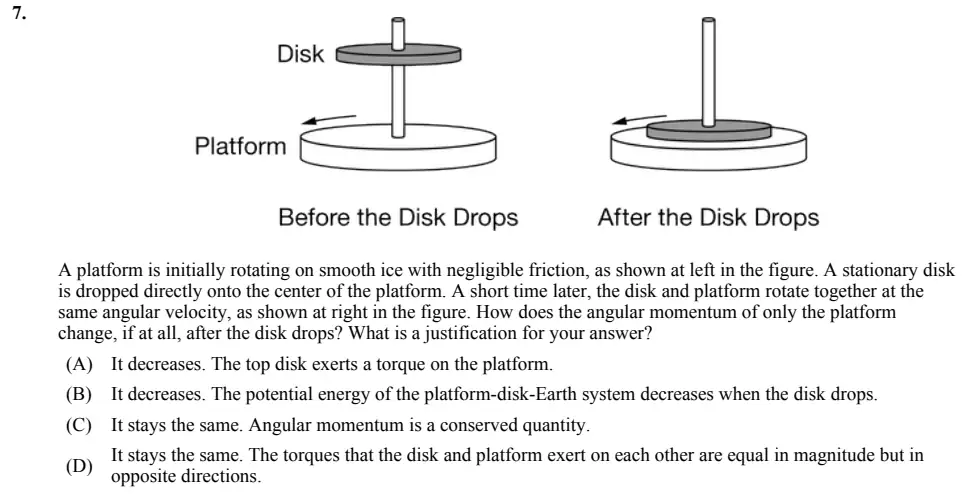 7.
Disk
Platform
Before the Disk Drops
After the Disk Drops
A platform is initially rotating on smooth ice with negligible friction, as shown at left in the figure. A stationary disk
is dropped directly onto the center of the platform. A short time later, the disk and platform rotate together at the
same angular velocity, as shown at right in the figure. How does the angular momentum of only the platform
change, if at all, after the disk drops? What is a justification for your answer?
(A) It decreases. The top disk exerts a torque on the platform.
(B) It decreases. The potential energy of the platform-disk-Earth system decreases when the disk drops.
(C) It stays the same. Angular momentum is a conserved quantity.
(D) It stays the same. The torques that the disk and platform exert on each other are equal in magnitude but in
opposite directions.